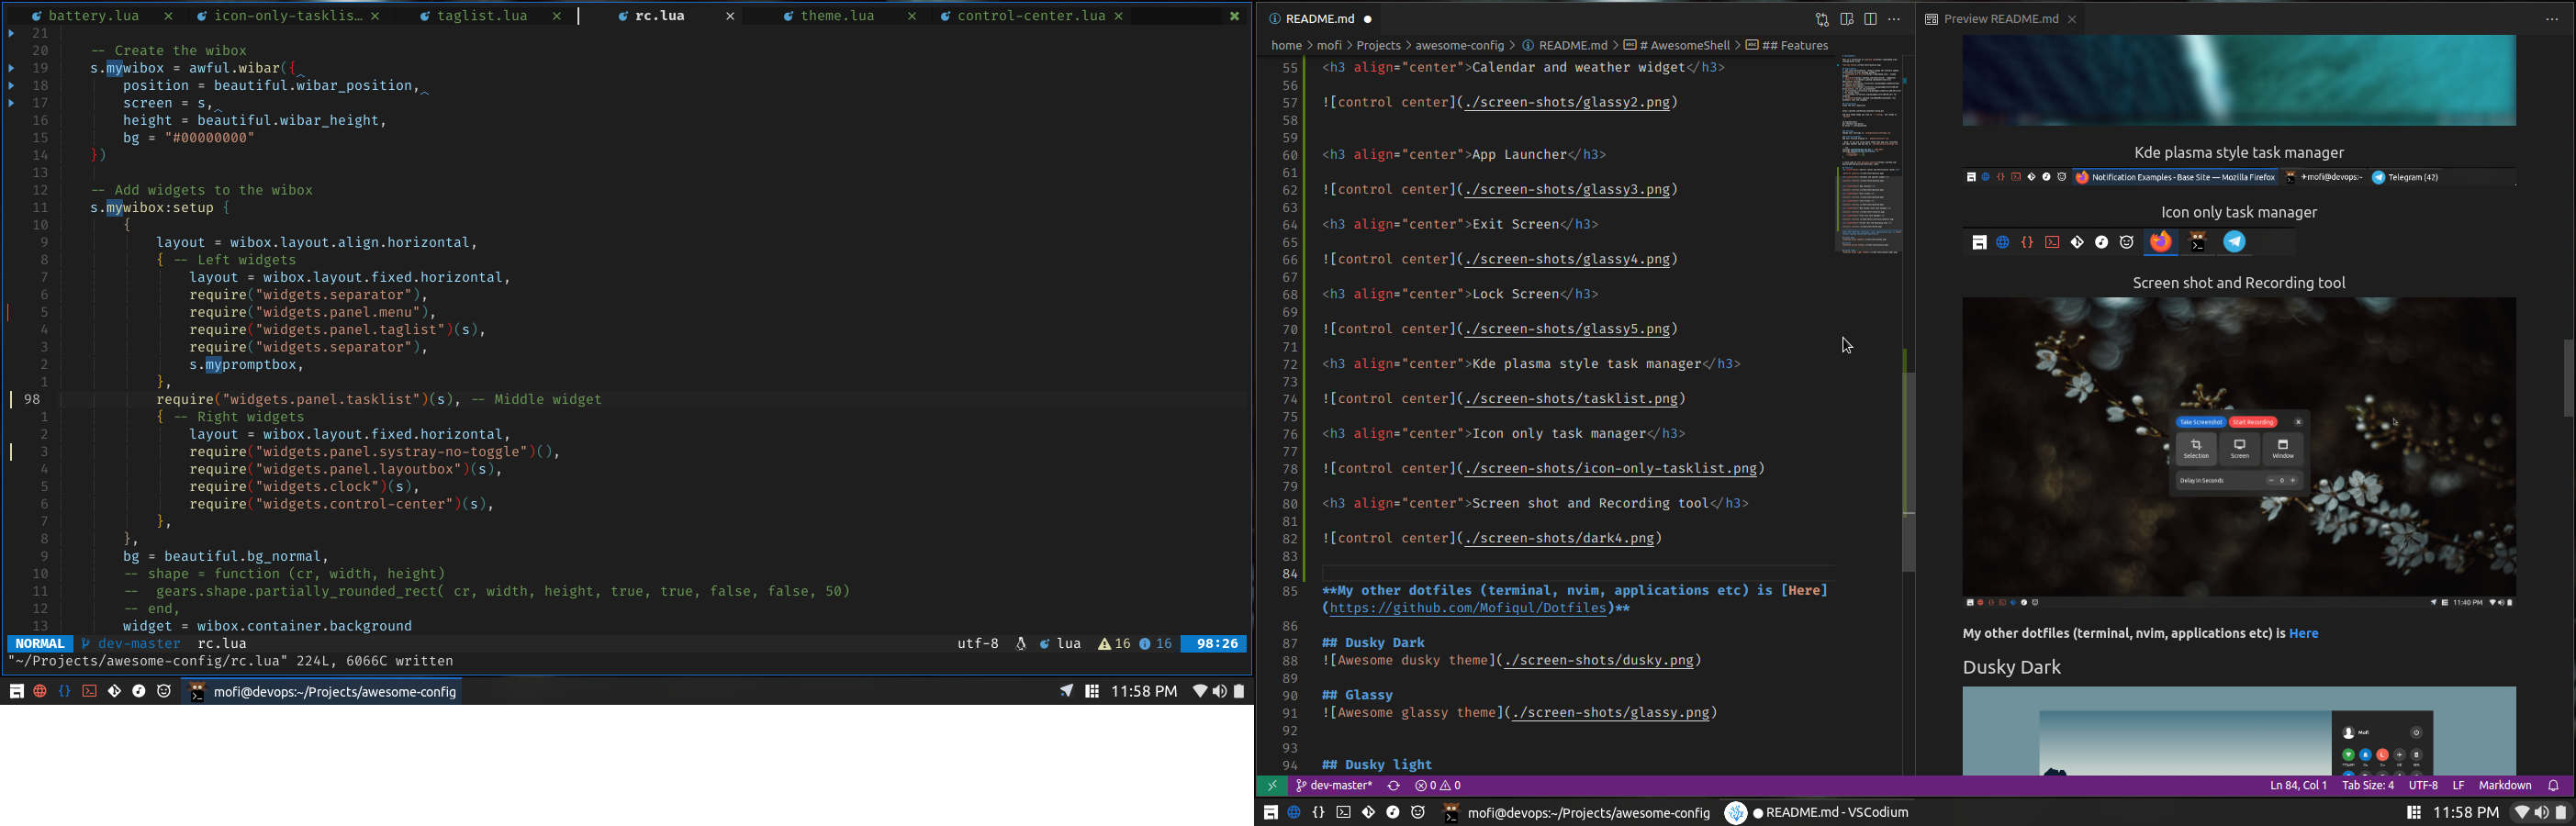 battery.lua × icon-only-tasklis… × taglist.lua × rc.lua × theme.lua × control-center.lua ×
21
20 -- Create the wibox
19 s.mywibox = awful.wibar({
18 position = beautiful.wibar_position,
17 screen = s,
16 height = beautiful.wibar_height,
15 bg = "#00000000"
14 })
13
12 -- Add widgets to the wibox
11 s.mywibox:setup {
10 {
9 layout = wibox.layout.align.horizontal,
8 { -- Left widgets
7 layout = wibox.layout.fixed.horizontal,
6 require("widgets.separator"),
5 require("widgets.panel.menu"),
4 require("widgets.panel.taglist")(s),
3 require("widgets.separator"),
2 s.mypromptbox,
1 },
98 require("widgets.panel.tasklist")(s), -- Middle widget
1 { -- Right widgets
2 layout = wibox.layout.fixed.horizontal,
3 require("widgets.panel.systray-no-toggle")(),
4 require("widgets.panel.layoutbox")(s),
5 require("widgets.clock")(s),
6 require("widgets.control-center")(s),
7 },
8 },
9 bg = beautiful.bg_normal,
10 -- shape = function (cr, width, height)
11 -- gears.shape.partially_rounded_rect( cr, width, height, true, true, false, false, 50)
12 -- end,
13 widget = wibox.container.background
NORMAL dev-master rc.lua utf-8 lua 16 16 98:26
"~/Projects/awesome-config/rc.lua" 224L, 6066C written
mofi@devops:~/Projects/awesome-config 11:58 PM
README.md ●
home > mofi > Projects > awesome-config > README.md > # AwesomeShell > ## Features
55 <h3 align="center">Calendar and weather widget</h3>
56
57 ![control center](./screen-shots/glassy2.png)
58
59
60 <h3 align="center">App Launcher</h3>
61
62 ![control center](./screen-shots/glassy3.png)
63
64 <h3 align="center">Exit Screen</h3>
65
66 ![control center](./screen-shots/glassy4.png)
67
68 <h3 align="center">Lock Screen</h3>
69
70 ![control center](./screen-shots/glassy5.png)
71
72 <h3 align="center">Kde plasma style task manager</h3>
73
74 ![control center](./screen-shots/tasklist.png)
75
76 <h3 align="center">Icon only task manager</h3>
77
78 ![control center](./screen-shots/icon-only-tasklist.png)
79
80 <h3 align="center">Screen shot and Recording tool</h3>
81
82 ![control center](./screen-shots/dark4.png)
83
84
85 **My other dotfiles (terminal, nvim, applications etc) is [Here]
(https://github.com/Mofiqul/Dotfiles)**
86
87 ## Dusky Dark
88 ![Awesome dusky theme](./screen-shots/dusky.png)
89
90 ## Glassy
91 ![Awesome glassy theme](./screen-shots/glassy.png)
92
93
94 ## Dusky light
Preview README.md ×
Kde plasma style task manager
Notification Examples - Base Site — Mozilla Firefox mofi@devops:~ Telegram (42)
Icon only task manager
Screen shot and Recording tool
Take Screenshot Start Recording
Selection Screen Window
Delay in Seconds − 0 +
11:40 PM
My other dotfiles (terminal, nvim, applications etc) is Here
Dusky Dark
Mofi
dev-master* 0 0 Ln 84, Col 1 Tab Size: 4 UTF-8 LF Markdown
mofi@devops:~/Projects/awesome-config ● README.md - VSCodium 11:58 PM